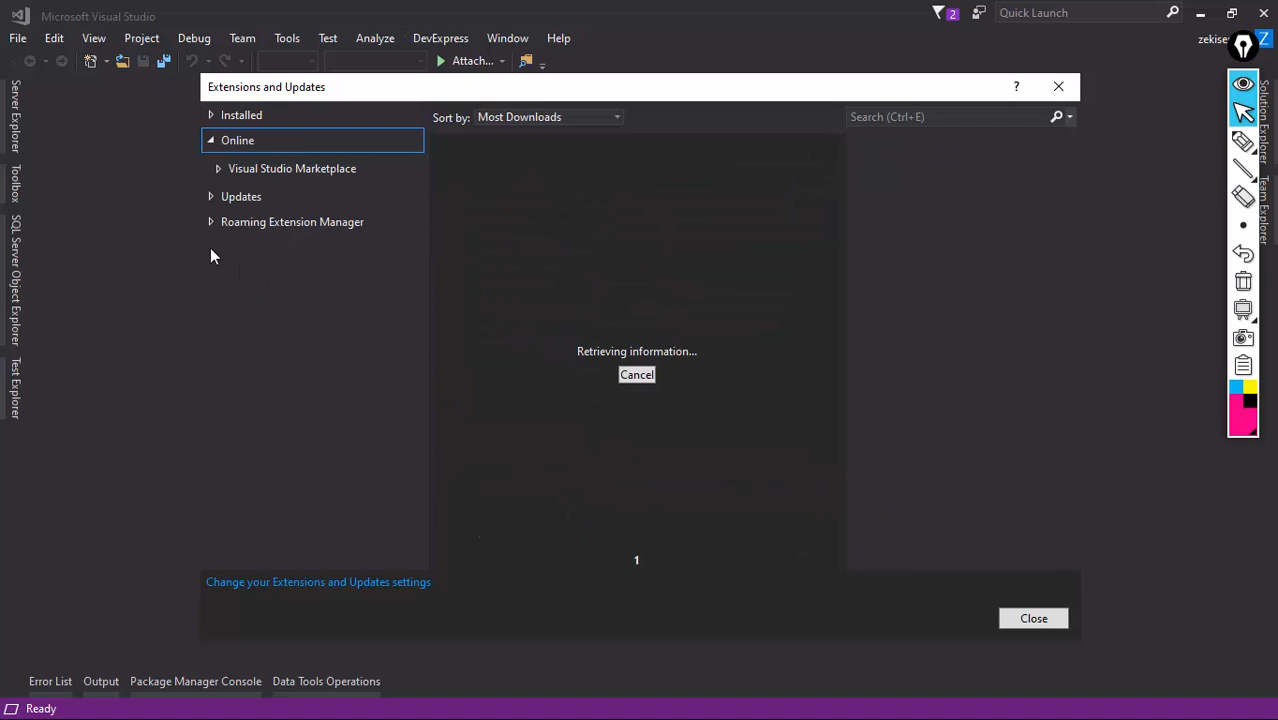 Microsoft Visual Studio
2
Quick Launch
File Edit View Project Debug Team Tools Test Analyze DevExpress Window Help
zekise
Z
Attach...
Extensions and Updates
?
Installed
Sort by: Most Downloads
Search (Ctrl+E)
Online
Visual Studio Marketplace
Updates
Roaming Extension Manager
Server Explorer
Toolbox
SQL Server Object Explorer
Test Explorer
Solution Explorer
Team Explorer
Retrieving information...
Cancel
1
Change your Extensions and Updates settings
Close
Error List Output Package Manager Console Data Tools Operations
Ready